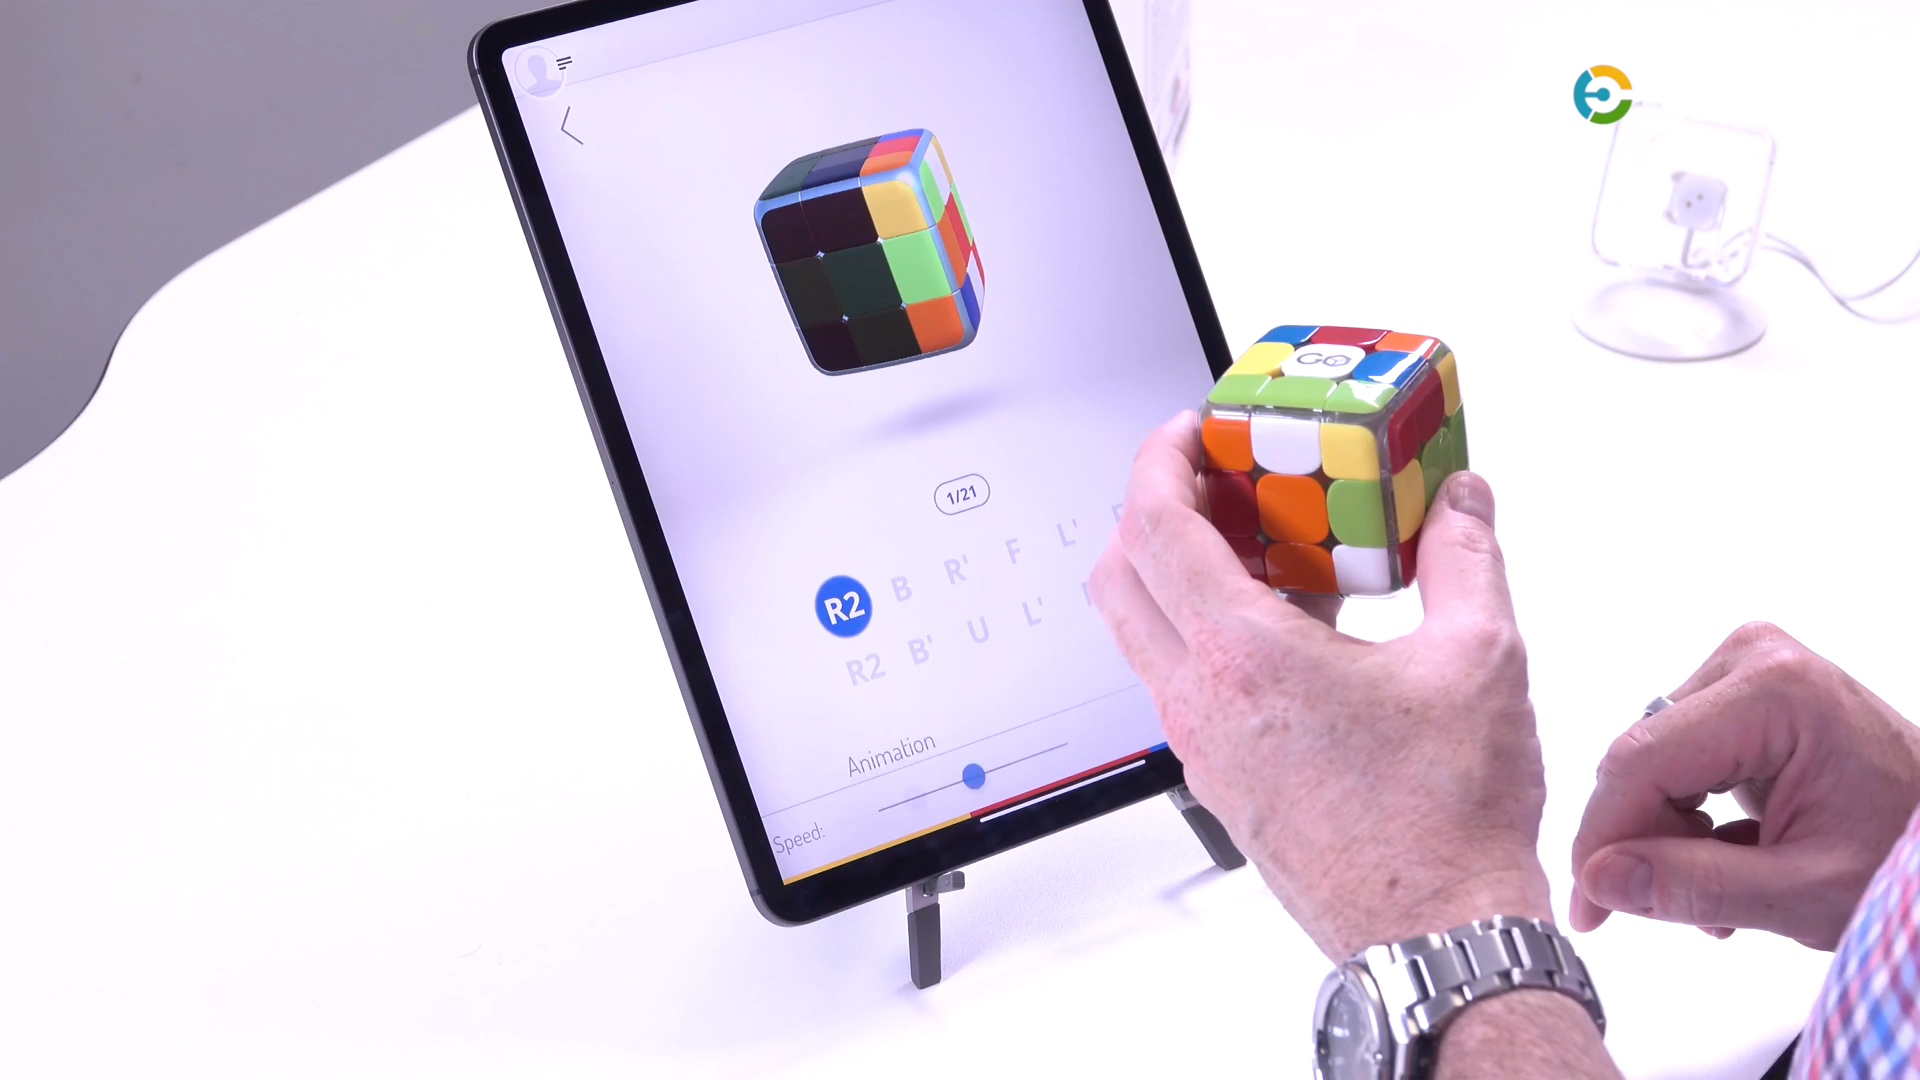 GO
1/21
R2 B R' F L'
R2 B' U L'
Animation
Speed: